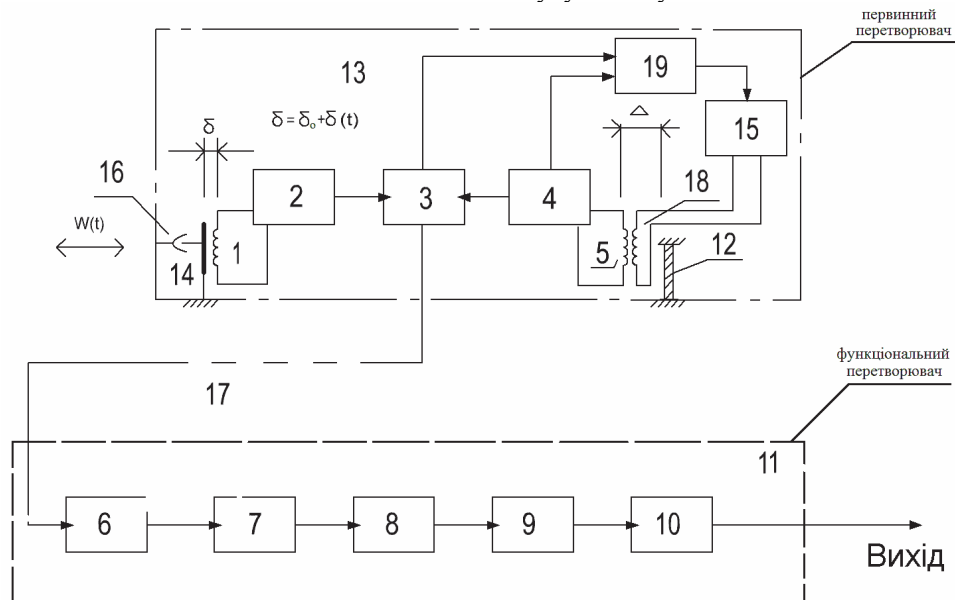 первинний
перетворювач
13
19
δ
δ = δ₀ +δ (t)
Δ
15
16
2
3
4
18
W(t)
1
5
12
14
функціональний
перетворювач
17
11
6
7
8
9
10
Вихід